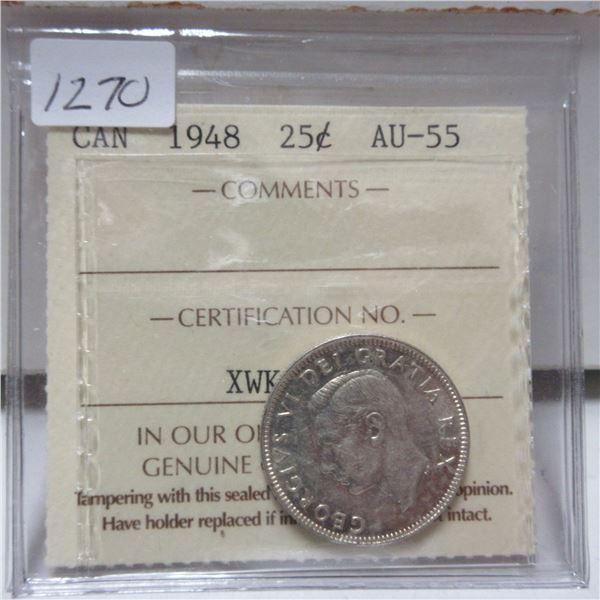 1270
CAN 1948 25¢ AU-55
— COMMENTS —
— CERTIFICATION NO. —
XWK
IN OUR
GENUINE
Tampering with this sealed opinion.
Have holder replaced if intact.
GEORGIVS VI DEI GRATIA REX